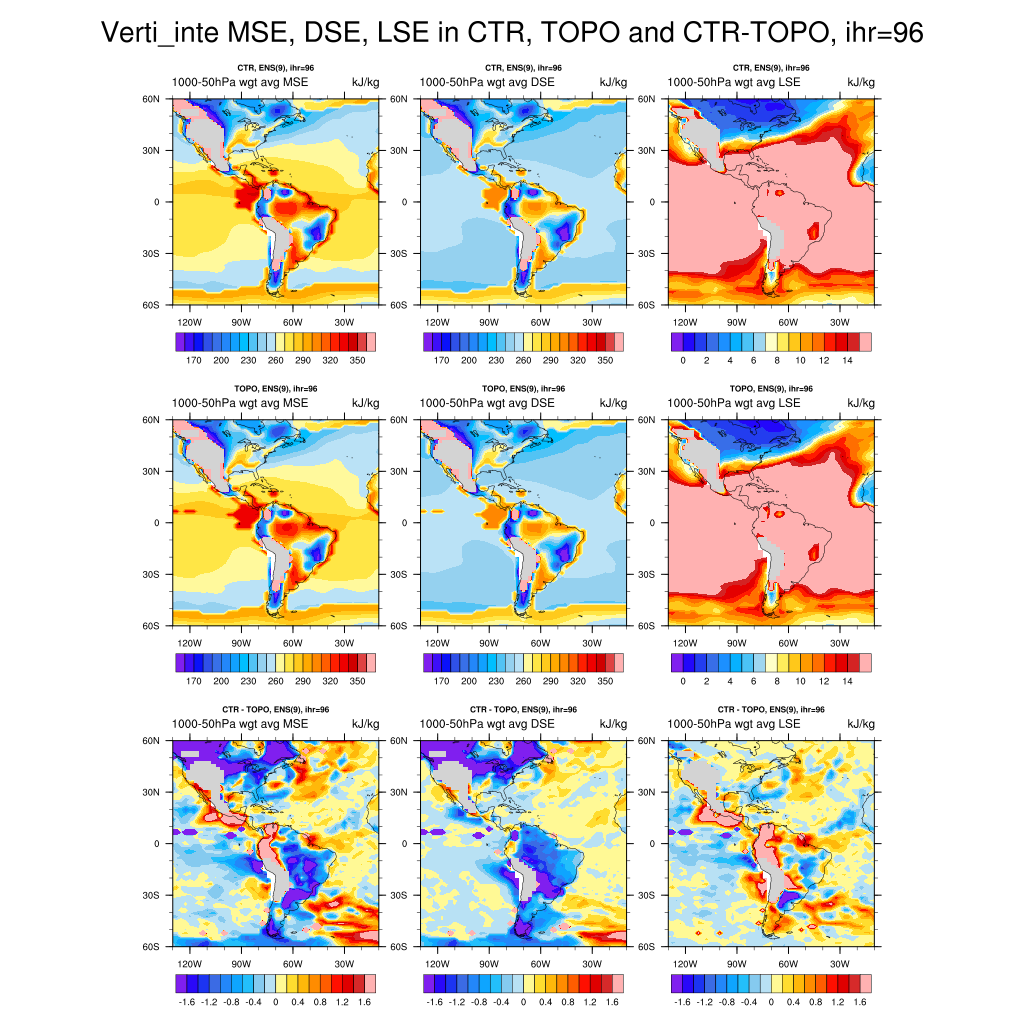 Verti_inte MSE, DSE, LSE in CTR, TOPO and CTR-TOPO, ihr=96
CTR, ENS(9), ihr=96
1000-50hPa wgt avg MSE kJ/kg
60N
30N
0
30S
60S
120W 90W 60W 30W
170 200 230 260 290 320 350
CTR, ENS(9), ihr=96
1000-50hPa wgt avg DSE kJ/kg
60N
30N
0
30S
60S
120W 90W 60W 30W
170 200 230 260 290 320 350
CTR, ENS(9), ihr=96
1000-50hPa wgt avg LSE kJ/kg
60N
30N
0
30S
60S
120W 90W 60W 30W
0 2 4 6 8 10 12 14
TOPO, ENS(9), ihr=96
1000-50hPa wgt avg MSE kJ/kg
60N
30N
0
30S
60S
120W 90W 60W 30W
170 200 230 260 290 320 350
TOPO, ENS(9), ihr=96
1000-50hPa wgt avg DSE kJ/kg
60N
30N
0
30S
60S
120W 90W 60W 30W
170 200 230 260 290 320 350
TOPO, ENS(9), ihr=96
1000-50hPa wgt avg LSE kJ/kg
60N
30N
0
30S
60S
120W 90W 60W 30W
0 2 4 6 8 10 12 14
CTR - TOPO, ENS(9), ihr=96
1000-50hPa wgt avg MSE kJ/kg
60N
30N
0
30S
60S
120W 90W 60W 30W
-1.6 -1.2 -0.8 -0.4 0 0.4 0.8 1.2 1.6
CTR - TOPO, ENS(9), ihr=96
1000-50hPa wgt avg DSE kJ/kg
60N
30N
0
30S
60S
120W 90W 60W 30W
-1.6 -1.2 -0.8 -0.4 0 0.4 0.8 1.2 1.6
CTR - TOPO, ENS(9), ihr=96
1000-50hPa wgt avg LSE kJ/kg
60N
30N
0
30S
60S
120W 90W 60W 30W
-1.6 -1.2 -0.8 -0.4 0 0.4 0.8 1.2 1.6